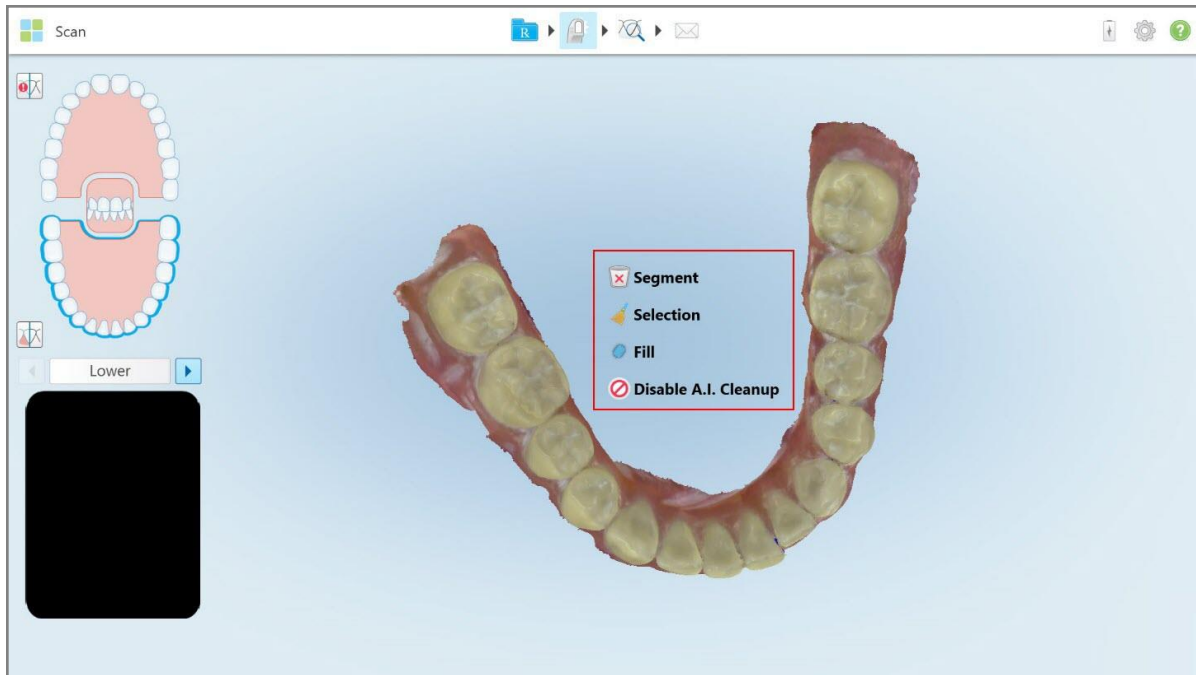 Scan
R
?
Lower
Segment
Selection
Fill
Disable A.I. Cleanup